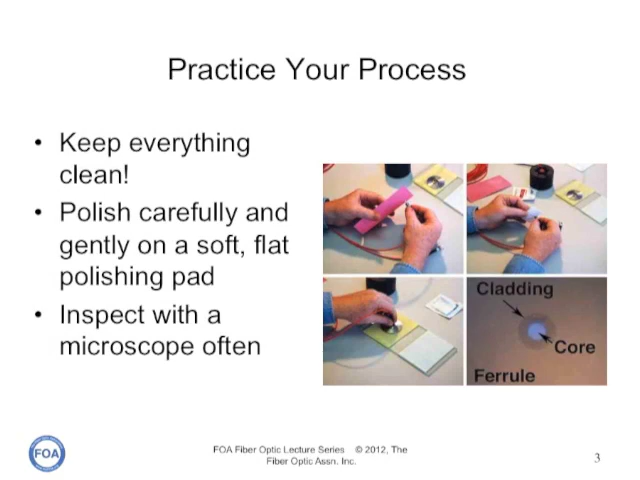 Practice Your Process
• Keep everything
clean!
• Polish carefully and
gently on a soft, flat
polishing pad
• Inspect with a
microscope often
Cladding
Core
Ferrule
FOA
FOA Fiber Optic Lecture Series © 2012, The
Fiber Optic Assn. Inc.
3